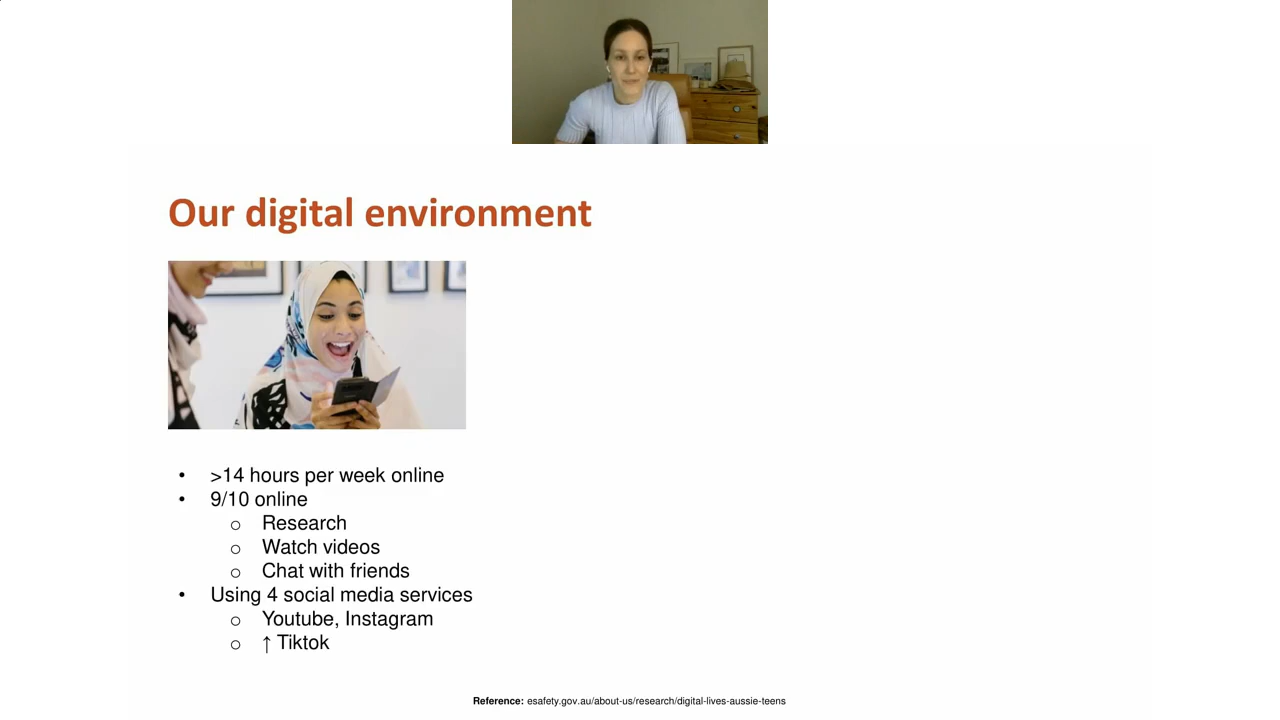 Our digital environment
• >14 hours per week online
• 9/10 online
o Research
o Watch videos
o Chat with friends
• Using 4 social media services
o Youtube, Instagram
o ↑ Tiktok
Reference: esafety.gov.au/about-us/research/digital-lives-aussie-teens